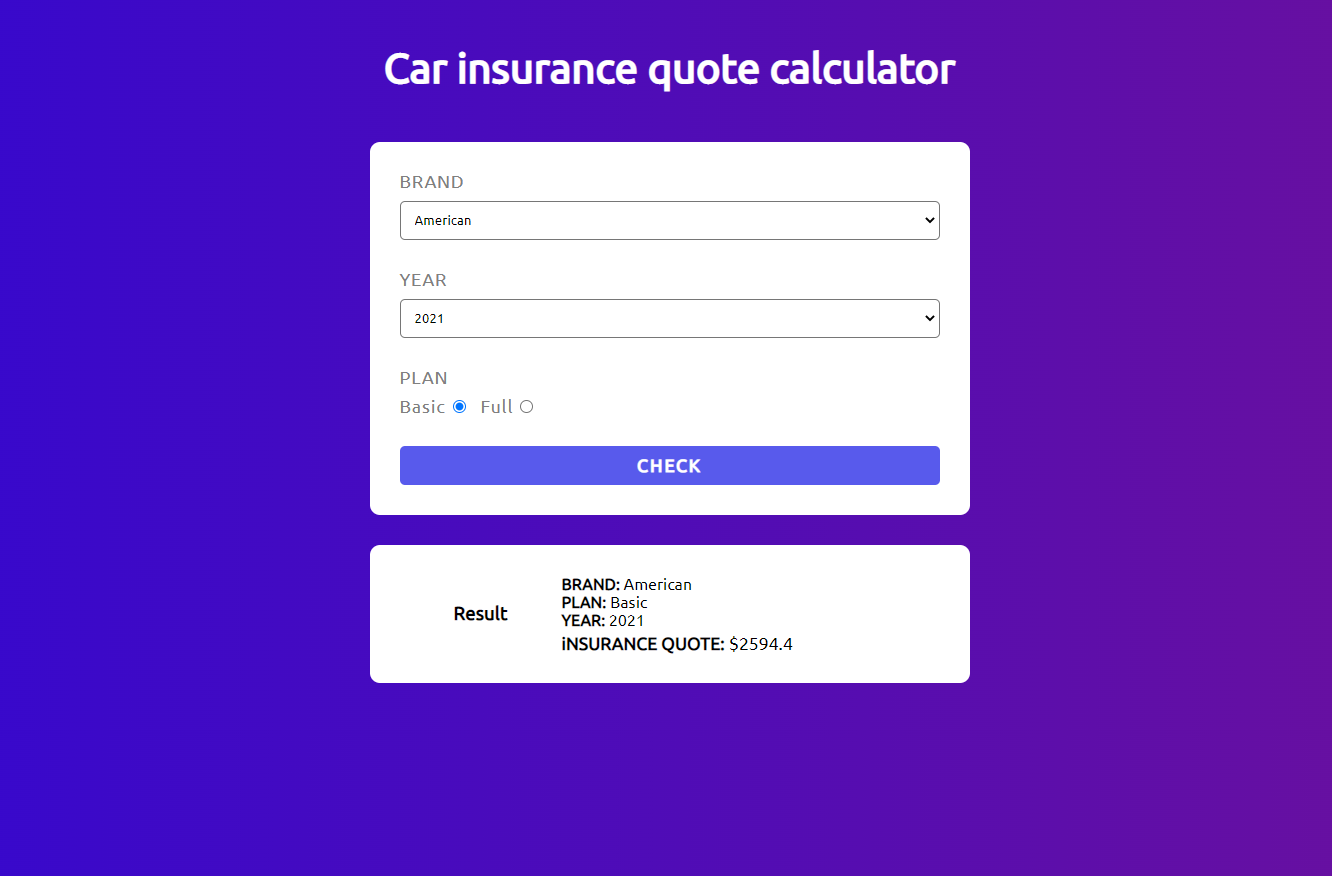 Car insurance quote calculator
BRAND
American
YEAR
2021
PLAN
Basic Full
CHECK
Result
BRAND: American
PLAN: Basic
YEAR: 2021
iNSURANCE QUOTE: $2594.4